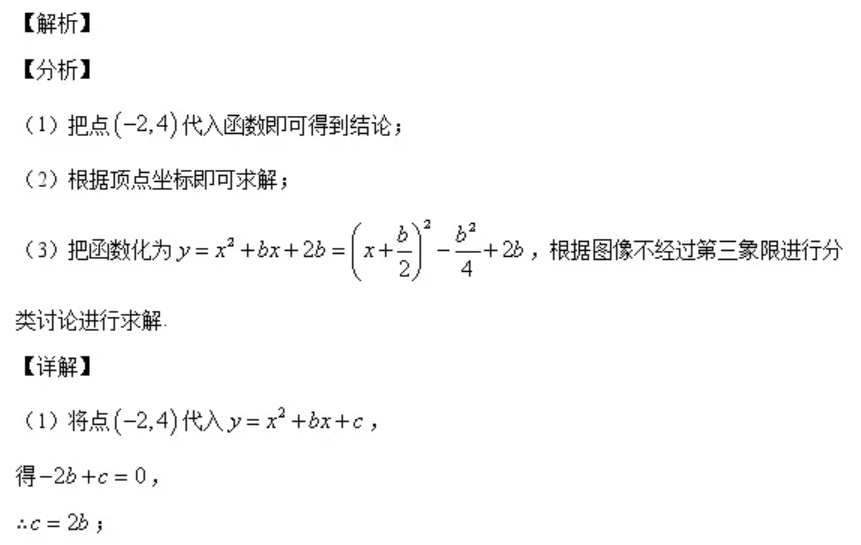 【解析】
【分析】
（1）把点(−2,4)代入函数即可得到结论；
（2）根据顶点坐标即可求解；
（3）把函数化为 y = x² + bx + 2b = (x + b/2)² − b²/4 + 2b，根据图像不经过第三象限进行分
类讨论进行求解.
【详解】
（1）将点(−2,4)代入 y = x² + bx + c，
得−2b + c = 0，
∴c = 2b；